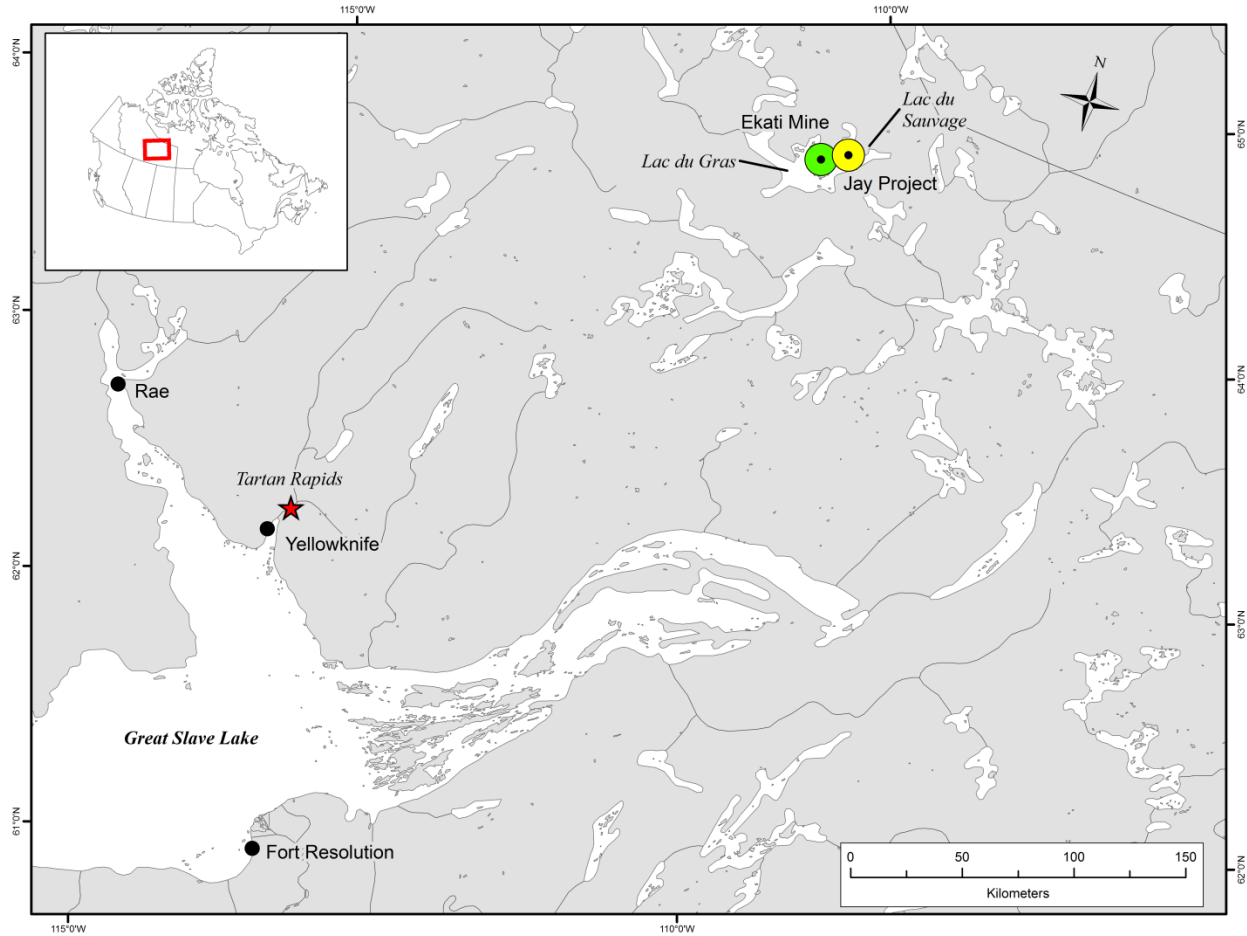 115°0'W
110°0'W
64°0'N
N
Lac du
Sauvage
Ekati Mine
65°0'N
Lac du Gras
Jay Project
63°0'N
64°0'N
Rae
Tartan Rapids
Yellowknife
62°0'N
63°0'N
Great Slave Lake
61°0'N
Fort Resolution
0 50 100 150
Kilometers
62°0'N
115°0'W
110°0'W